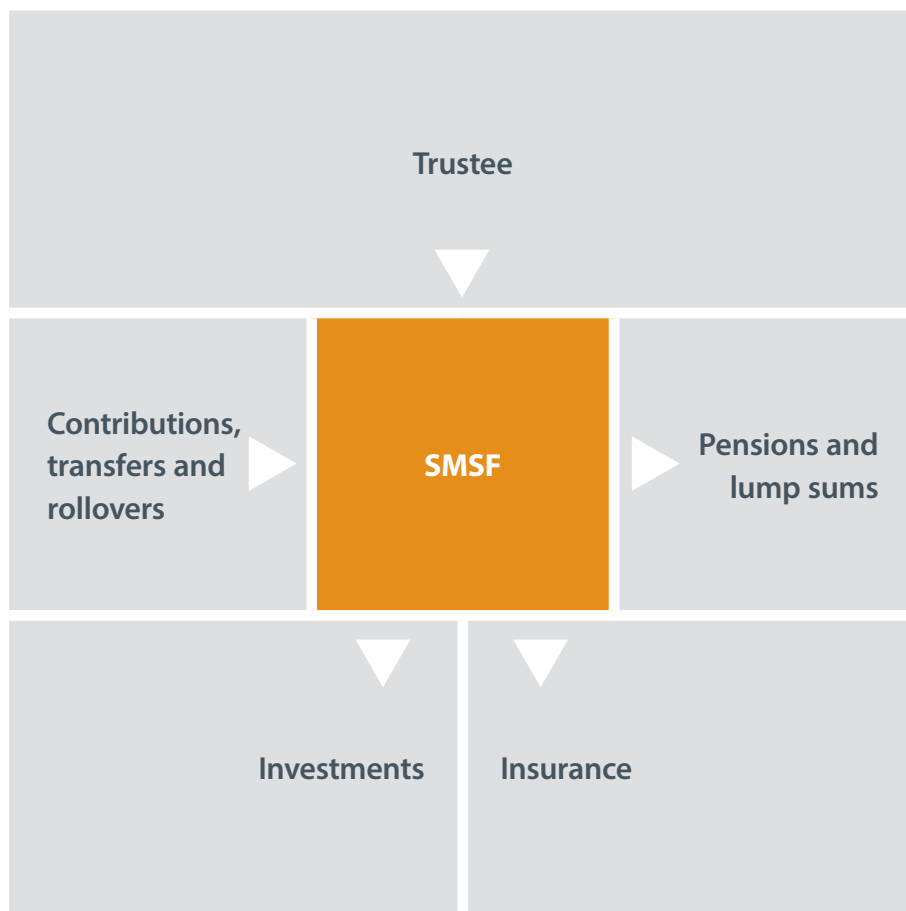 Trustee
Contributions,
transfers and
rollovers
SMSF
Pensions and
lump sums
Investments
Insurance